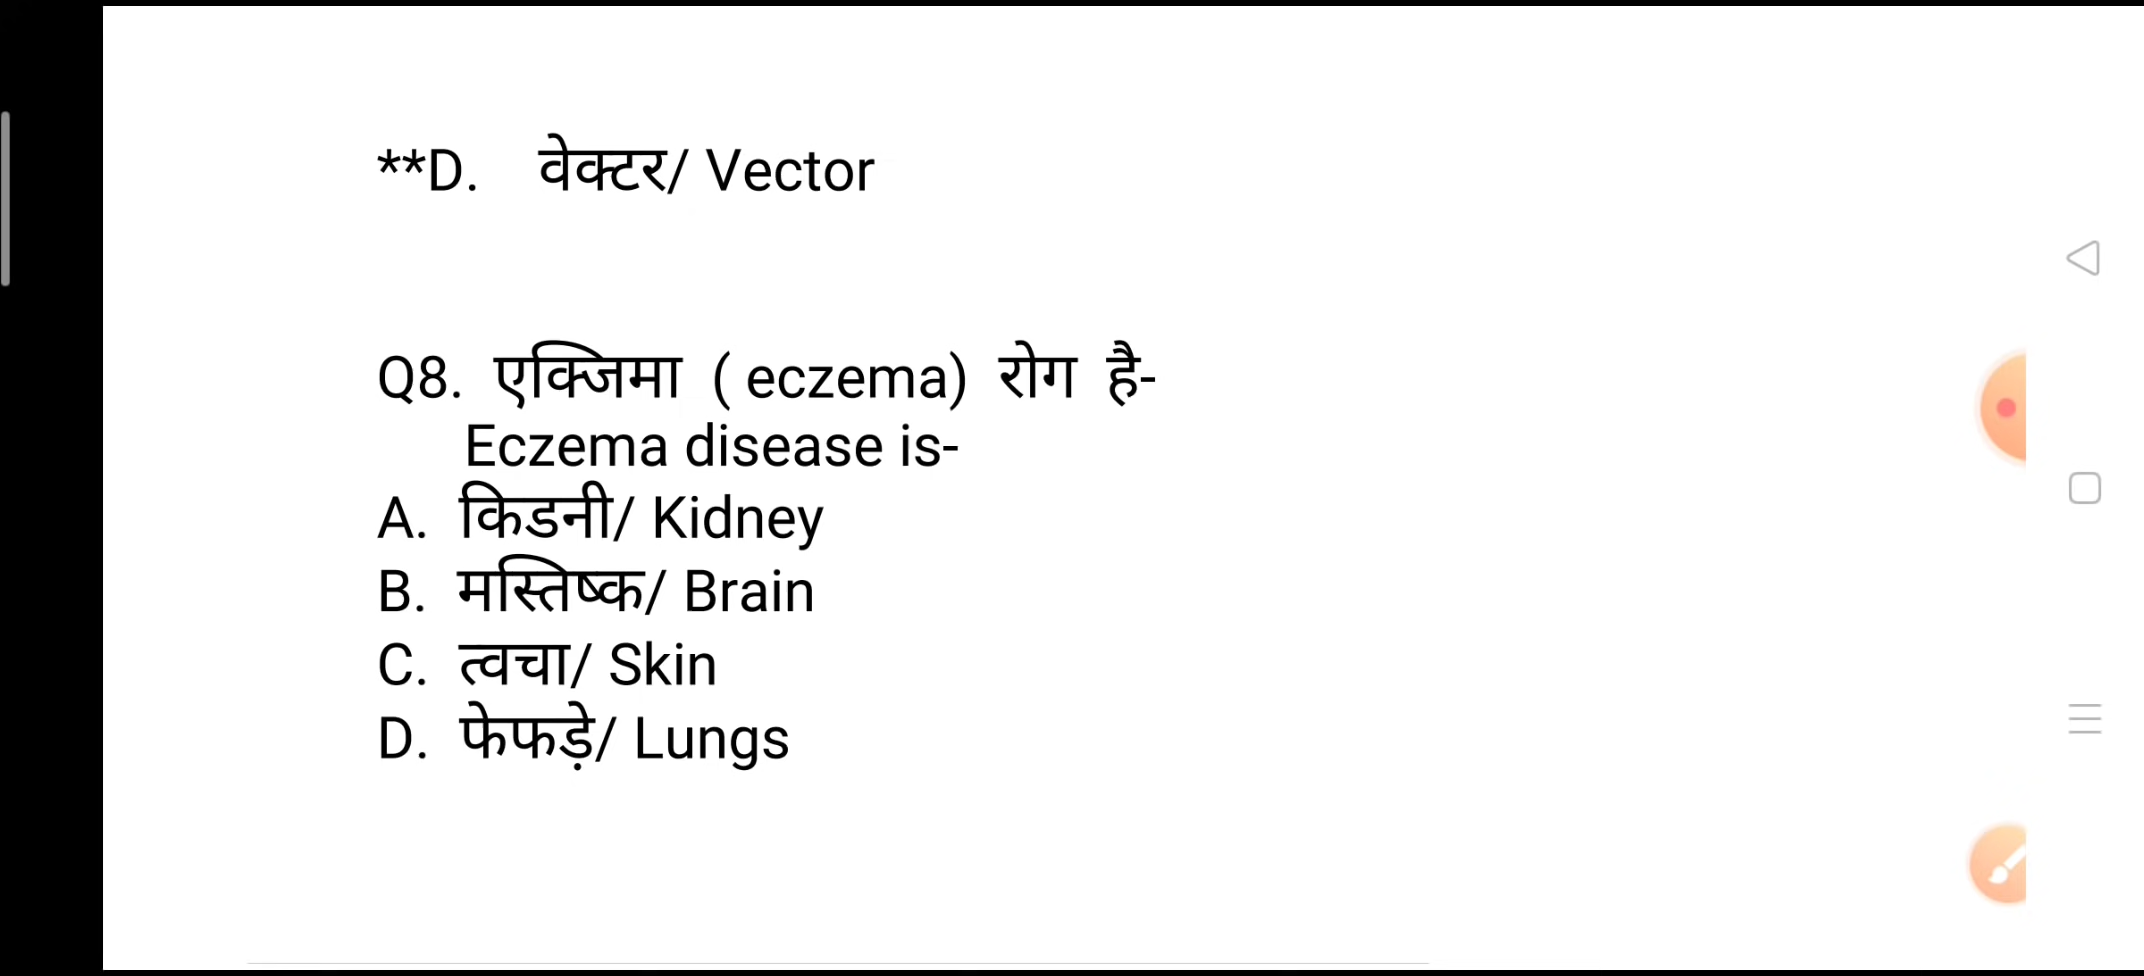 **D. वेक्टर/ Vector
Q8. एक्जिमा ( eczema) रोग है-
Eczema disease is-
A. किडनी/ Kidney
B. मस्तिष्क/ Brain
C. त्वचा/ Skin
D. फेफड़े/ Lungs